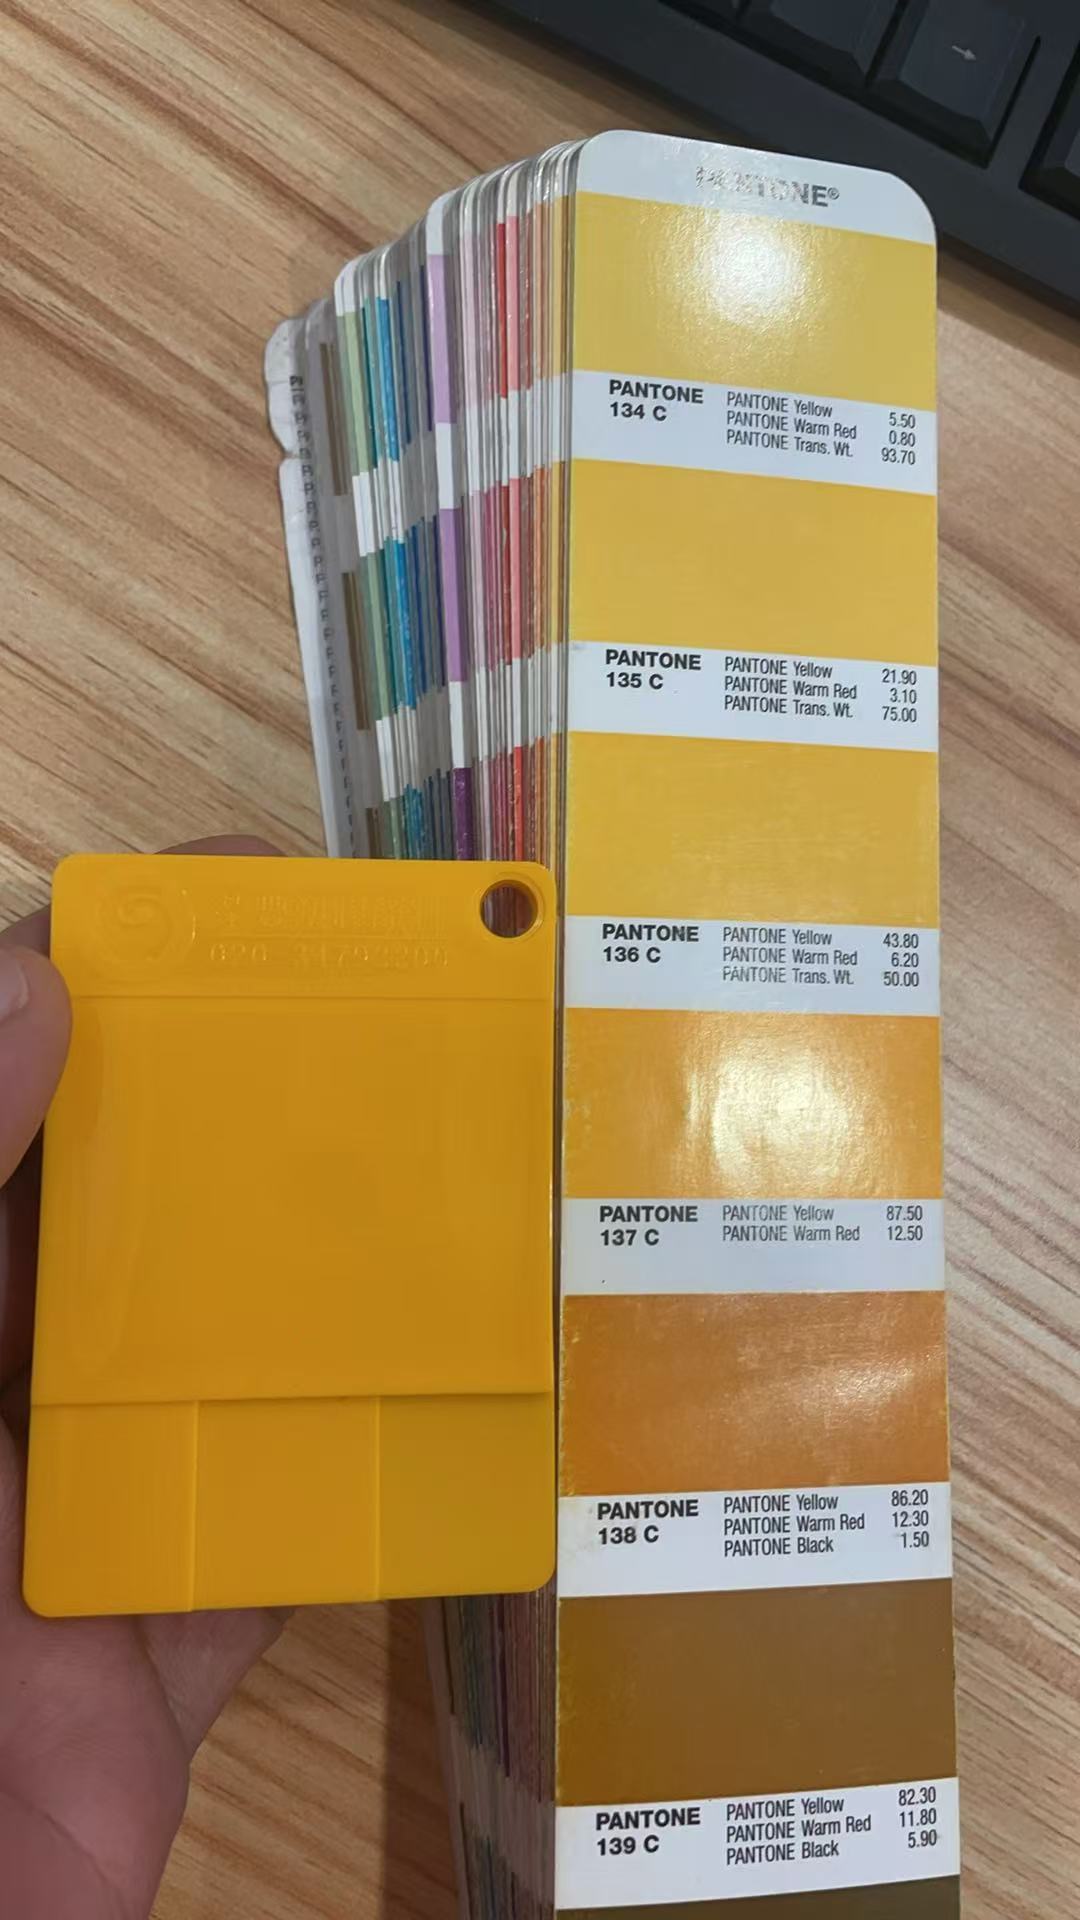 PANTONE®
PANTONE
134 C
PANTONE Yellow 5.50
PANTONE Warm Red 0.80
PANTONE Trans. Wt. 93.70
PANTONE
135 C
PANTONE Yellow 21.90
PANTONE Warm Red 3.10
PANTONE Trans. Wt. 75.00
PANTONE
136 C
PANTONE Yellow 43.80
PANTONE Warm Red 6.20
PANTONE Trans. Wt. 50.00
PANTONE
137 C
PANTONE Yellow 87.50
PANTONE Warm Red 12.50
PANTONE
138 C
PANTONE Yellow 86.20
PANTONE Warm Red 12.30
PANTONE Black 1.50
PANTONE
139 C
PANTONE Yellow 82.30
PANTONE Warm Red 11.80
PANTONE Black 5.90